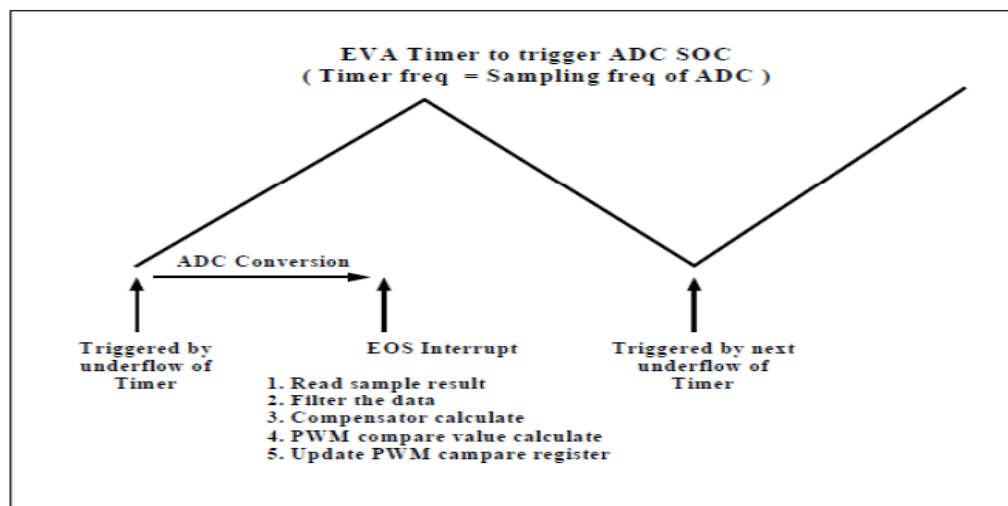 EVA Timer to trigger ADC SOC
( Timer freq = Sampling freq of ADC )
ADC Conversion
Triggered by
underflow of
Timer
EOS Interrupt
1. Read sample result
2. Filter the data
3. Compensator calculate
4. PWM compare value calculate
5. Update PWM campare register
Triggered by next
underflow of
Timer